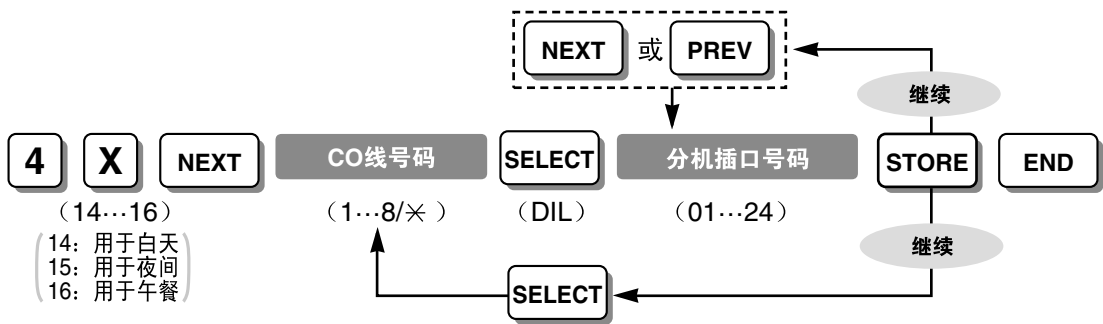 NEXT 或 PREV
继续
4 X NEXT CO线号码 SELECT 分机插口号码 STORE END
(14…16) (1…8/✳) (DIL) (01…24)
14：用于白天
15：用于夜间
16：用于午餐
继续
SELECT